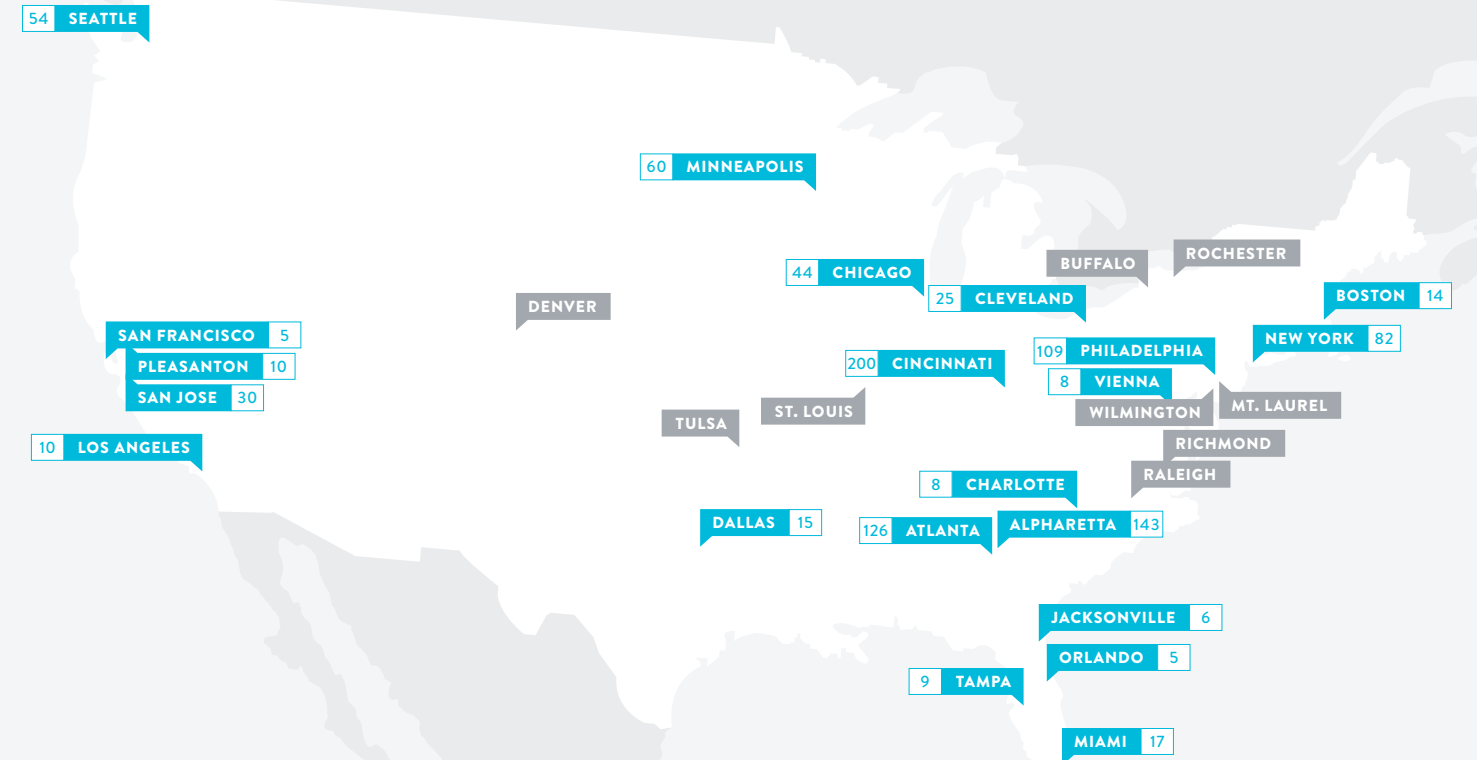 54 SEATTLE
60 MINNEAPOLIS
ROCHESTER
BUFFALO
44 CHICAGO
25 CLEVELAND
BOSTON 14
DENVER
SAN FRANCISCO 5
NEW YORK 82
109 PHILADELPHIA
200 CINCINNATI
PLEASANTON 10
8 VIENNA
SAN JOSE 30
MT. LAUREL
ST. LOUIS
WILMINGTON
TULSA
RICHMOND
10 LOS ANGELES
RALEIGH
8 CHARLOTTE
DALLAS 15
126 ATLANTA
ALPHARETTA 143
JACKSONVILLE 6
ORLANDO 5
9 TAMPA
MIAMI 17